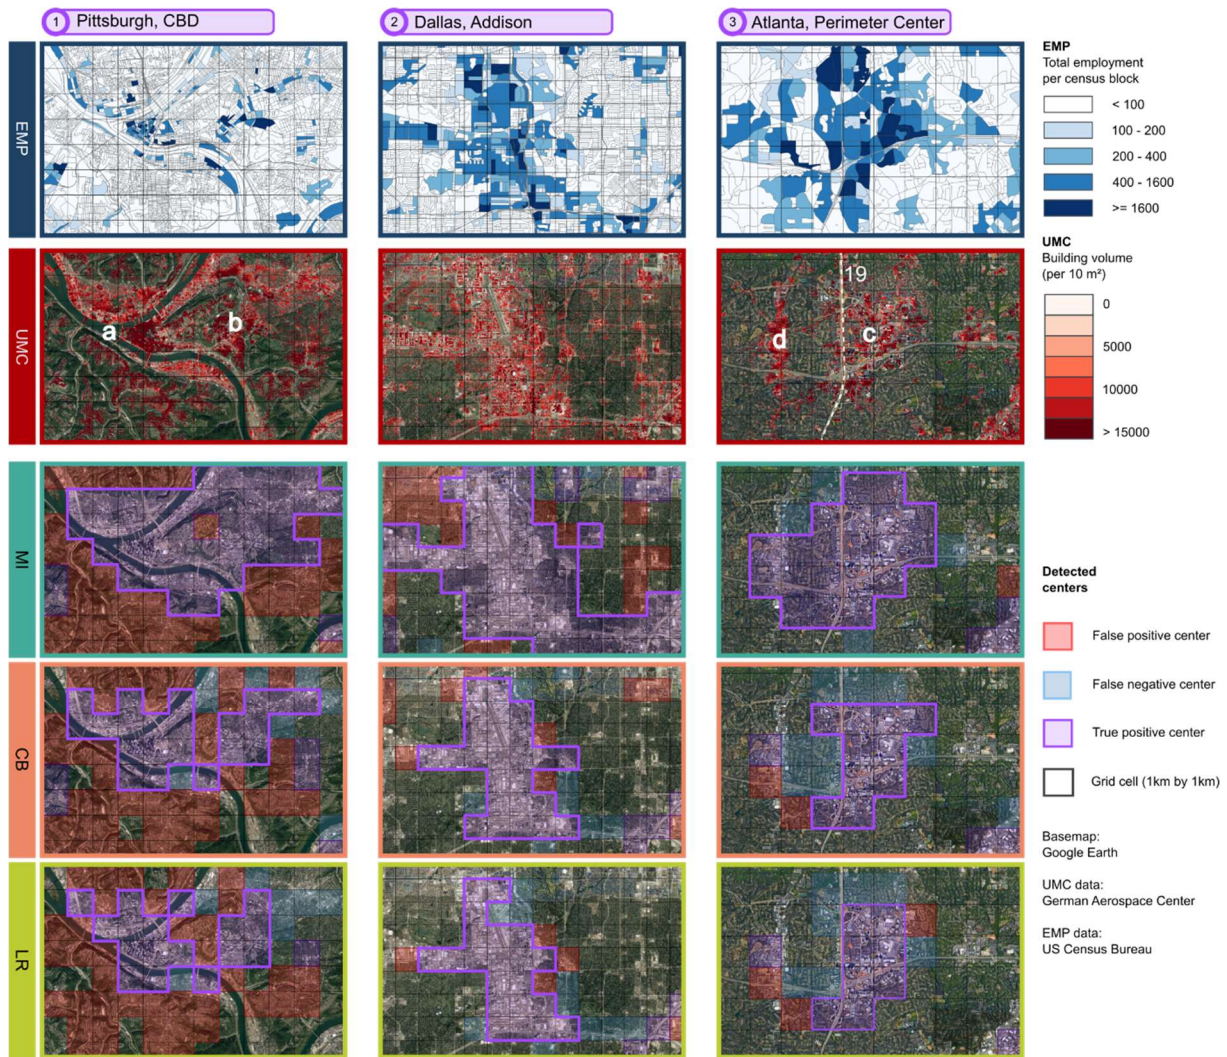 1 Pittsburgh, CBD
2 Dallas, Addison
3 Atlanta, Perimeter Center
EMP
EMP
Total employment
per census block
< 100
100 - 200
200 - 400
400 - 1600
>= 1600
UMC
a
b
19
d
c
UMC
Building volume
(per 10 m²)
0
5000
10000
> 15000
MI
CB
LR
Detected
centers
False positive center
False negative center
True positive center
Grid cell (1km by 1km)
Basemap:
Google Earth
UMC data:
German Aerospace Center
EMP data:
US Census Bureau